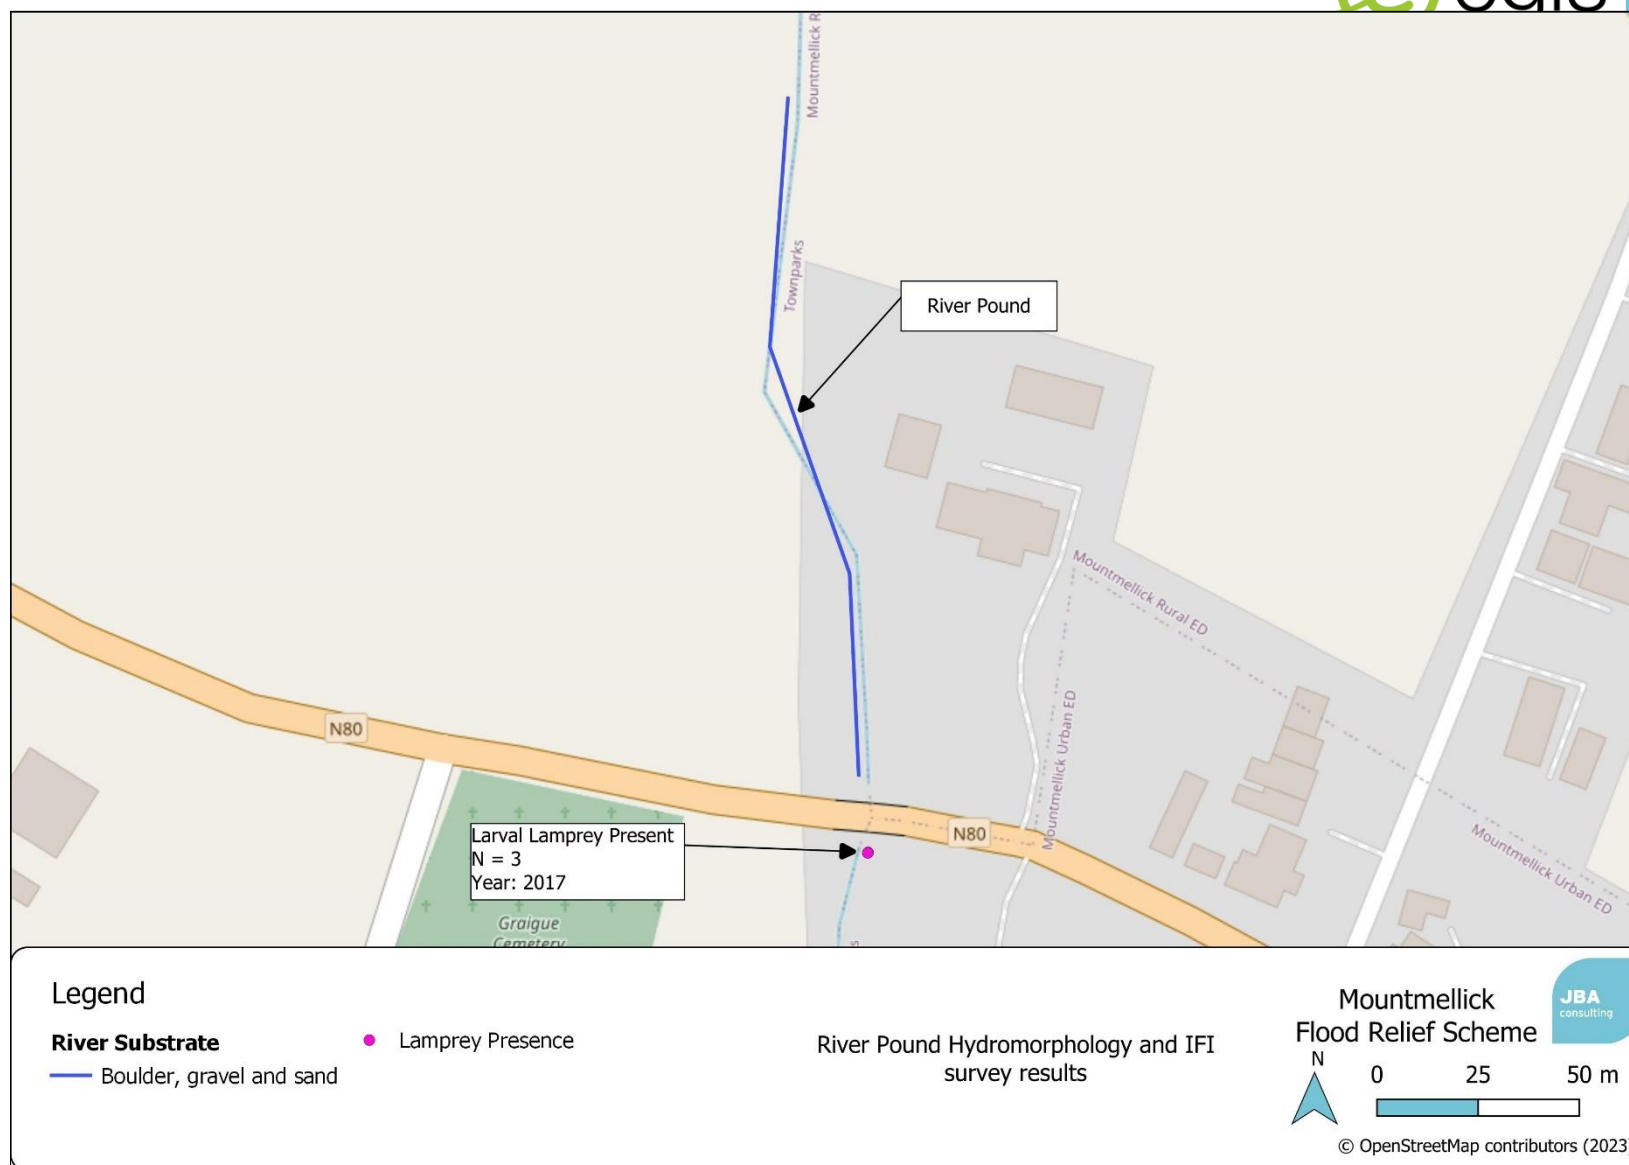 Mountmellick R
Townparks
River Pound
Mountmellick Rural ED
Mountmellick Urban ED
N80
N80
Mountmellick Urban ED
Larval Lamprey Present
N = 3
Year: 2017
Graigue
Cemetery
Legend
River Substrate
Boulder, gravel and sand
Lamprey Presence
River Pound Hydromorphology and IFI
survey results
Mountmellick
Flood Relief Scheme
JBA
consulting
N
0 25 50 m
© OpenStreetMap contributors (2023)